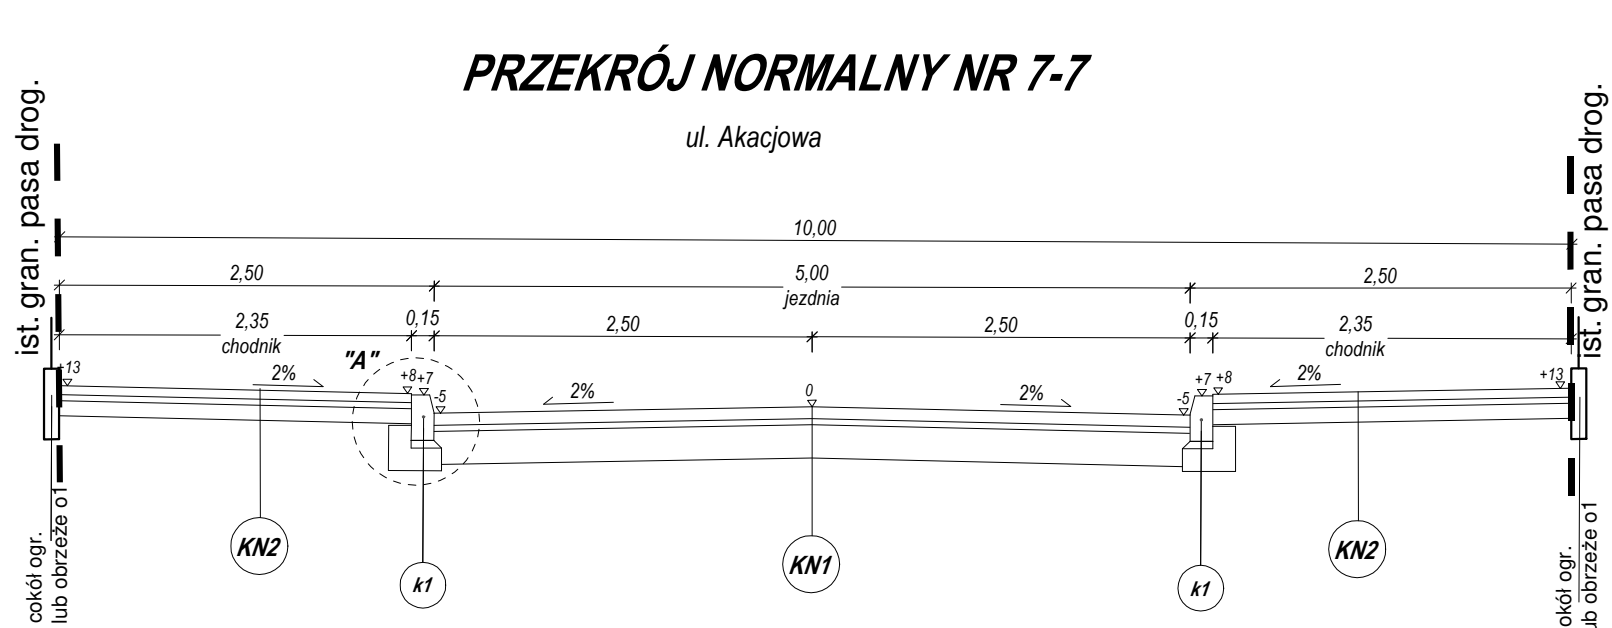 PRZEKRÓJ NORMALNY NR 7-7
ul. Akacjowa
ist. gran. pasa drog.
ist. gran. pasa drog.
10,00
2,50
5,00
2,50
jezdnia
2,35
0,15
2,50
2,50
0,15
2,35
chodnik
chodnik
"A"
+13
2%
+8
+7
-5
2%
0
2%
-5
+7
+8
2%
+13
KN2
k1
KN1
k1
KN2
cokół ogr.
lub obrzeże o1
okół ogr.
ub obrzeże o1